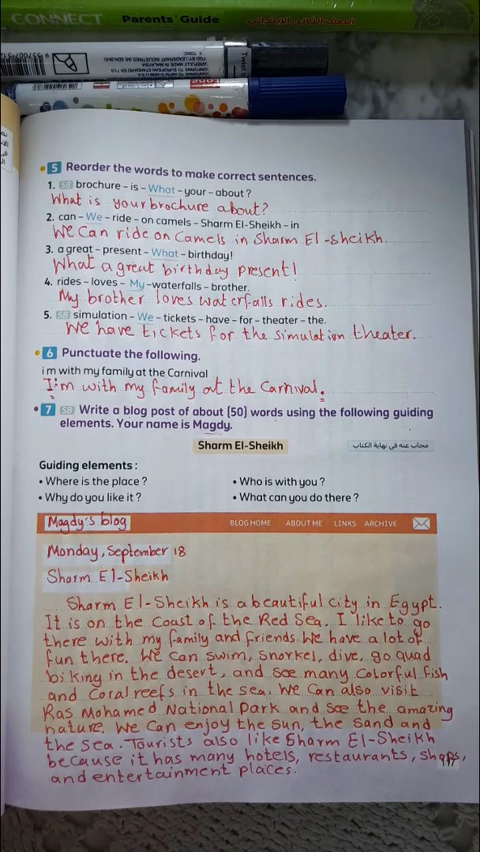 CONNECT Parents' Guide الصف الثاني الإعدادي
5 Reorder the words to make correct sentences.
1. SB brochure – is – What – your – about ?
What is your brochure about?
2. can – We – ride – on camels – Sharm El-Sheikh – in
We can ride on camels in Sharm El-sheikh.
3. a great – present – What – birthday!
What a great birthday present!
4. rides – loves – My – waterfalls – brother.
My brother loves waterfalls rides.
5. SB simulation – We – tickets – have – for – theater – the.
We have tickets for the simulation theater.
6 Punctuate the following.
i m with my family at the Carnival
I'm with my family at the Carnival.
7 SB Write a blog post of about (50) words using the following guiding
elements. Your name is Magdy.
Sharm El-Sheikh
مجاب عنه في نهاية الكتاب
Guiding elements :
• Where is the place ? • Who is with you ?
• Why do you like it ? • What can you do there ?
Magdy's blog BLOG HOME ABOUT ME LINKS ARCHIVE
Monday, September 18
Sharm El-Sheikh
Sharm El-Sheikh is a beautiful city in Egypt.
It is on the coast of the Red Sea. I like to go
there with my family and friends. We have a lot of
fun there. We can swim, snorkel, dive, go quad
biking in the desert, and see many colorful fish
and coral reefs in the sea. We can also visit
Ras Mohamed National park and see the amazing
nature. We can enjoy the sun, the sand and
the sea. Tourists also like Sharm El-Sheikh
because it has many hotels, restaurants, shops,
and entertainment places.